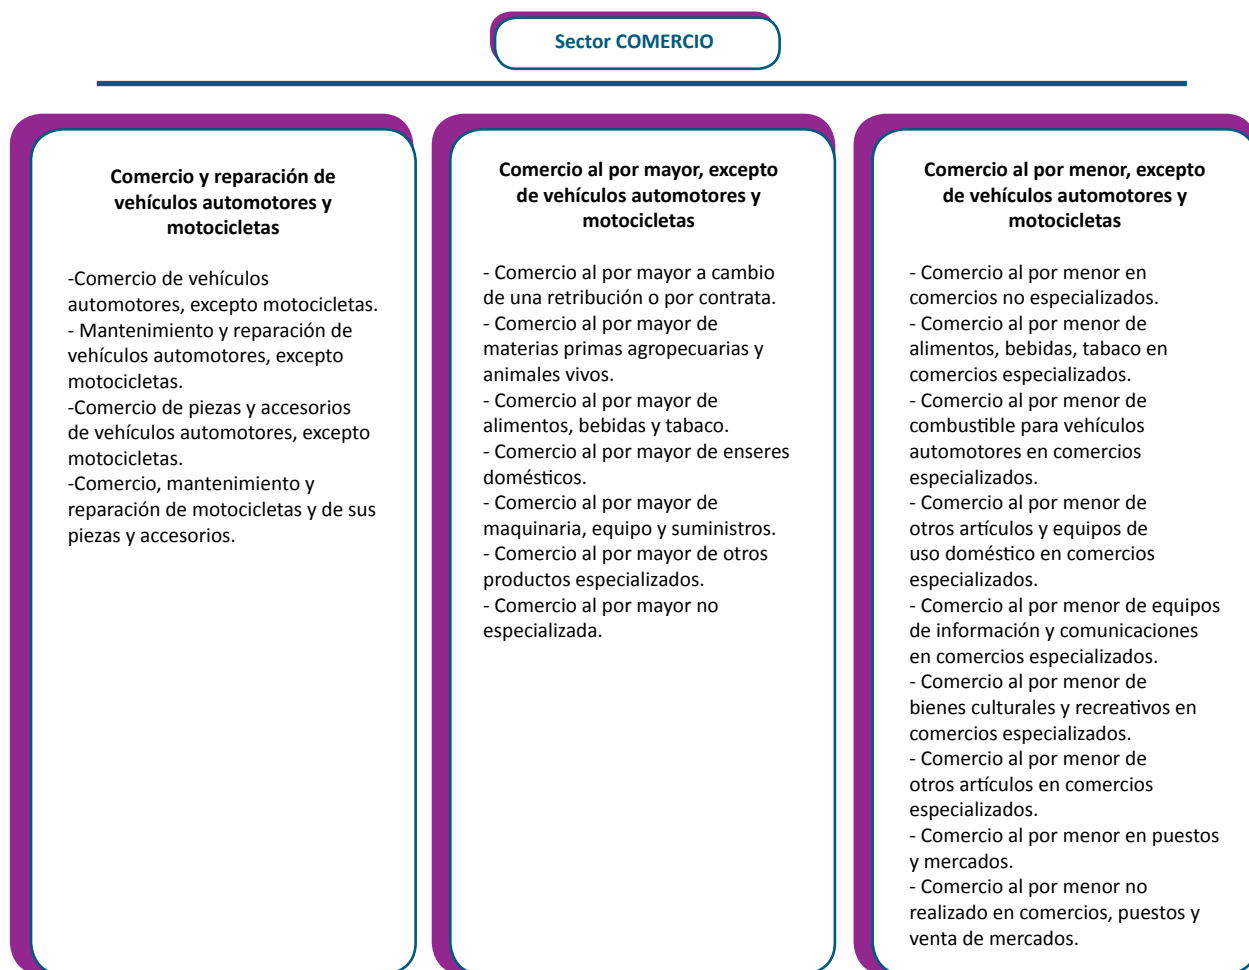 Sector COMERCIO
Comercio y reparación de
vehículos automotores y
motocicletas
-Comercio de vehículos
automotores, excepto motocicletas.
- Mantenimiento y reparación de
vehículos automotores, excepto
motocicletas.
-Comercio de piezas y accesorios
de vehículos automotores, excepto
motocicletas.
-Comercio, mantenimiento y
reparación de motocicletas y de sus
piezas y accesorios.
Comercio al por mayor, excepto
de vehículos automotores y
motocicletas
- Comercio al por mayor a cambio
de una retribución o por contrata.
- Comercio al por mayor de
materias primas agropecuarias y
animales vivos.
- Comercio al por mayor de
alimentos, bebidas y tabaco.
- Comercio al por mayor de enseres
domésticos.
- Comercio al por mayor de
maquinaria, equipo y suministros.
- Comercio al por mayor de otros
productos especializados.
- Comercio al por mayor no
especializada.
Comercio al por menor, excepto
de vehículos automotores y
motocicletas
- Comercio al por menor en
comercios no especializados.
- Comercio al por menor de
alimentos, bebidas, tabaco en
comercios especializados.
- Comercio al por menor de
combustible para vehículos
automotores en comercios
especializados.
- Comercio al por menor de
otros artículos y equipos de
uso doméstico en comercios
especializados.
- Comercio al por menor de equipos
de información y comunicaciones
en comercios especializados.
- Comercio al por menor de
bienes culturales y recreativos en
comercios especializados.
- Comercio al por menor de
otros artículos en comercios
especializados.
- Comercio al por menor en puestos
y mercados.
- Comercio al por menor no
realizado en comercios, puestos y
venta de mercados.